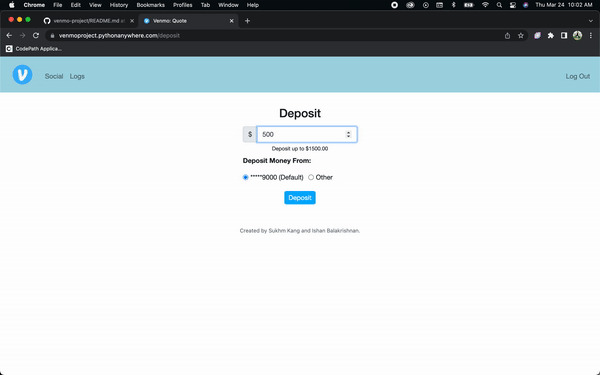 Chrome File Edit View History Bookmarks Profiles Tab Window Help Thu Mar 24 10:02 AM
venmo-project/README.md at Venmo: Quote
venmoproject.pythonanywhere.com/deposit
CodePath Applica...
Social Logs Log Out
Deposit
$ 500
Deposit up to $1500.00
Deposit Money From:
*****9000 (Default) Other
Deposit
Created by Sukhm Kang and Ishan Balakrishnan.